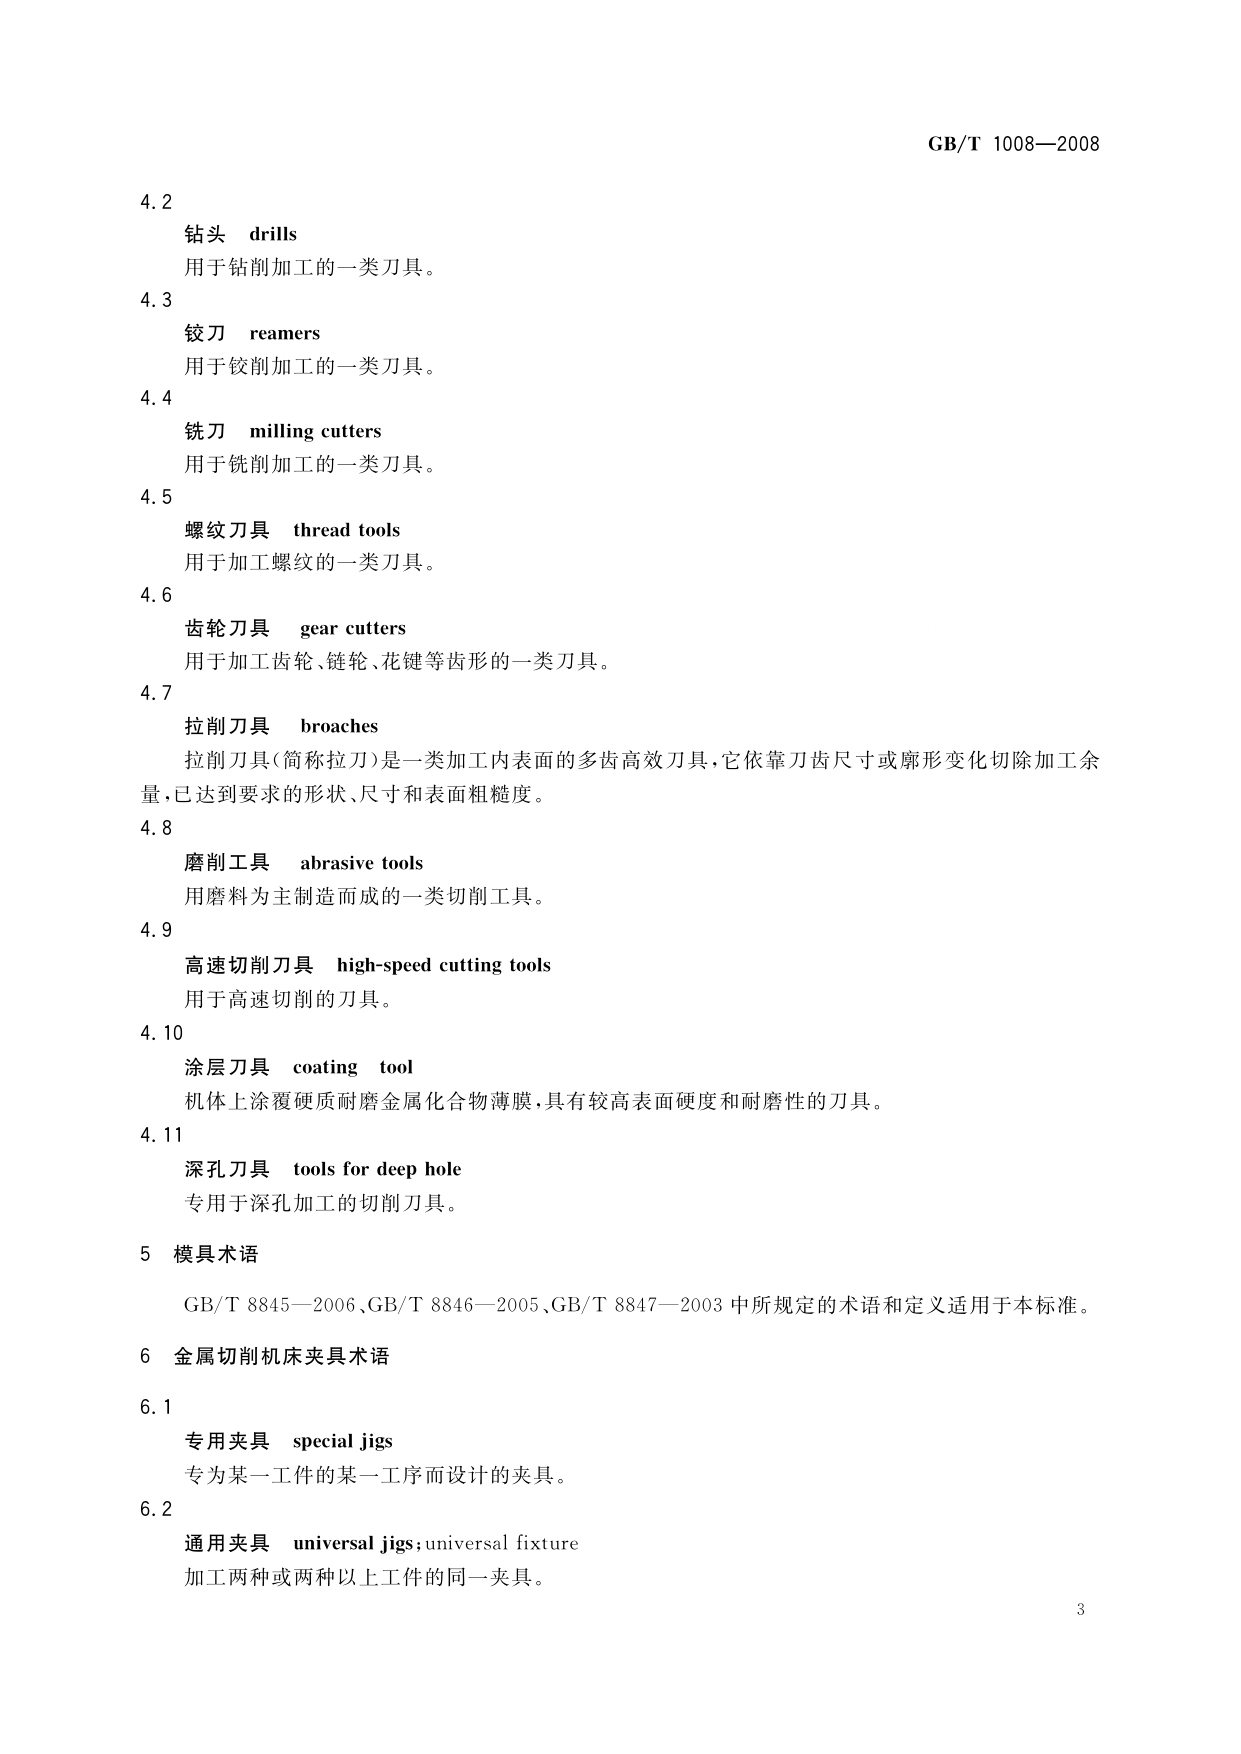 GB/T 1008—2008
4.2
钻头 drills
用于钻削加工的一类刀具。
4.3
铰刀 reamers
用于铰削加工的一类刀具。
4.4
铣刀 milling cutters
用于铣削加工的一类刀具。
4.5
螺纹刀具 thread tools
用于加工螺纹的一类刀具。
4.6
齿轮刀具 gear cutters
用于加工齿轮、链轮、花键等齿形的一类刀具。
4.7
拉削刀具 broaches
拉削刀具(简称拉刀)是一类加工内表面的多齿高效刀具,它依靠刀齿尺寸或廓形变化切除加工余
量,已达到要求的形状、尺寸和表面粗糙度。
4.8
磨削工具 abrasive tools
用磨料为主制造而成的一类切削工具。
4.9
高速切削刀具 high-speed cutting tools
用于高速切削的刀具。
4.10
涂层刀具 coating tool
机体上涂覆硬质耐磨金属化合物薄膜,具有较高表面硬度和耐磨性的刀具。
4.11
深孔刀具 tools for deep hole
专用于深孔加工的切削刀具。
5 模具术语
GB/T 8845—2006、GB/T 8846—2005、GB/T 8847—2003 中所规定的术语和定义适用于本标准。
6 金属切削机床夹具术语
6.1
专用夹具 special jigs
专为某一工件的某一工序而设计的夹具。
6.2
通用夹具 universal jigs;universal fixture
加工两种或两种以上工件的同一夹具。
3